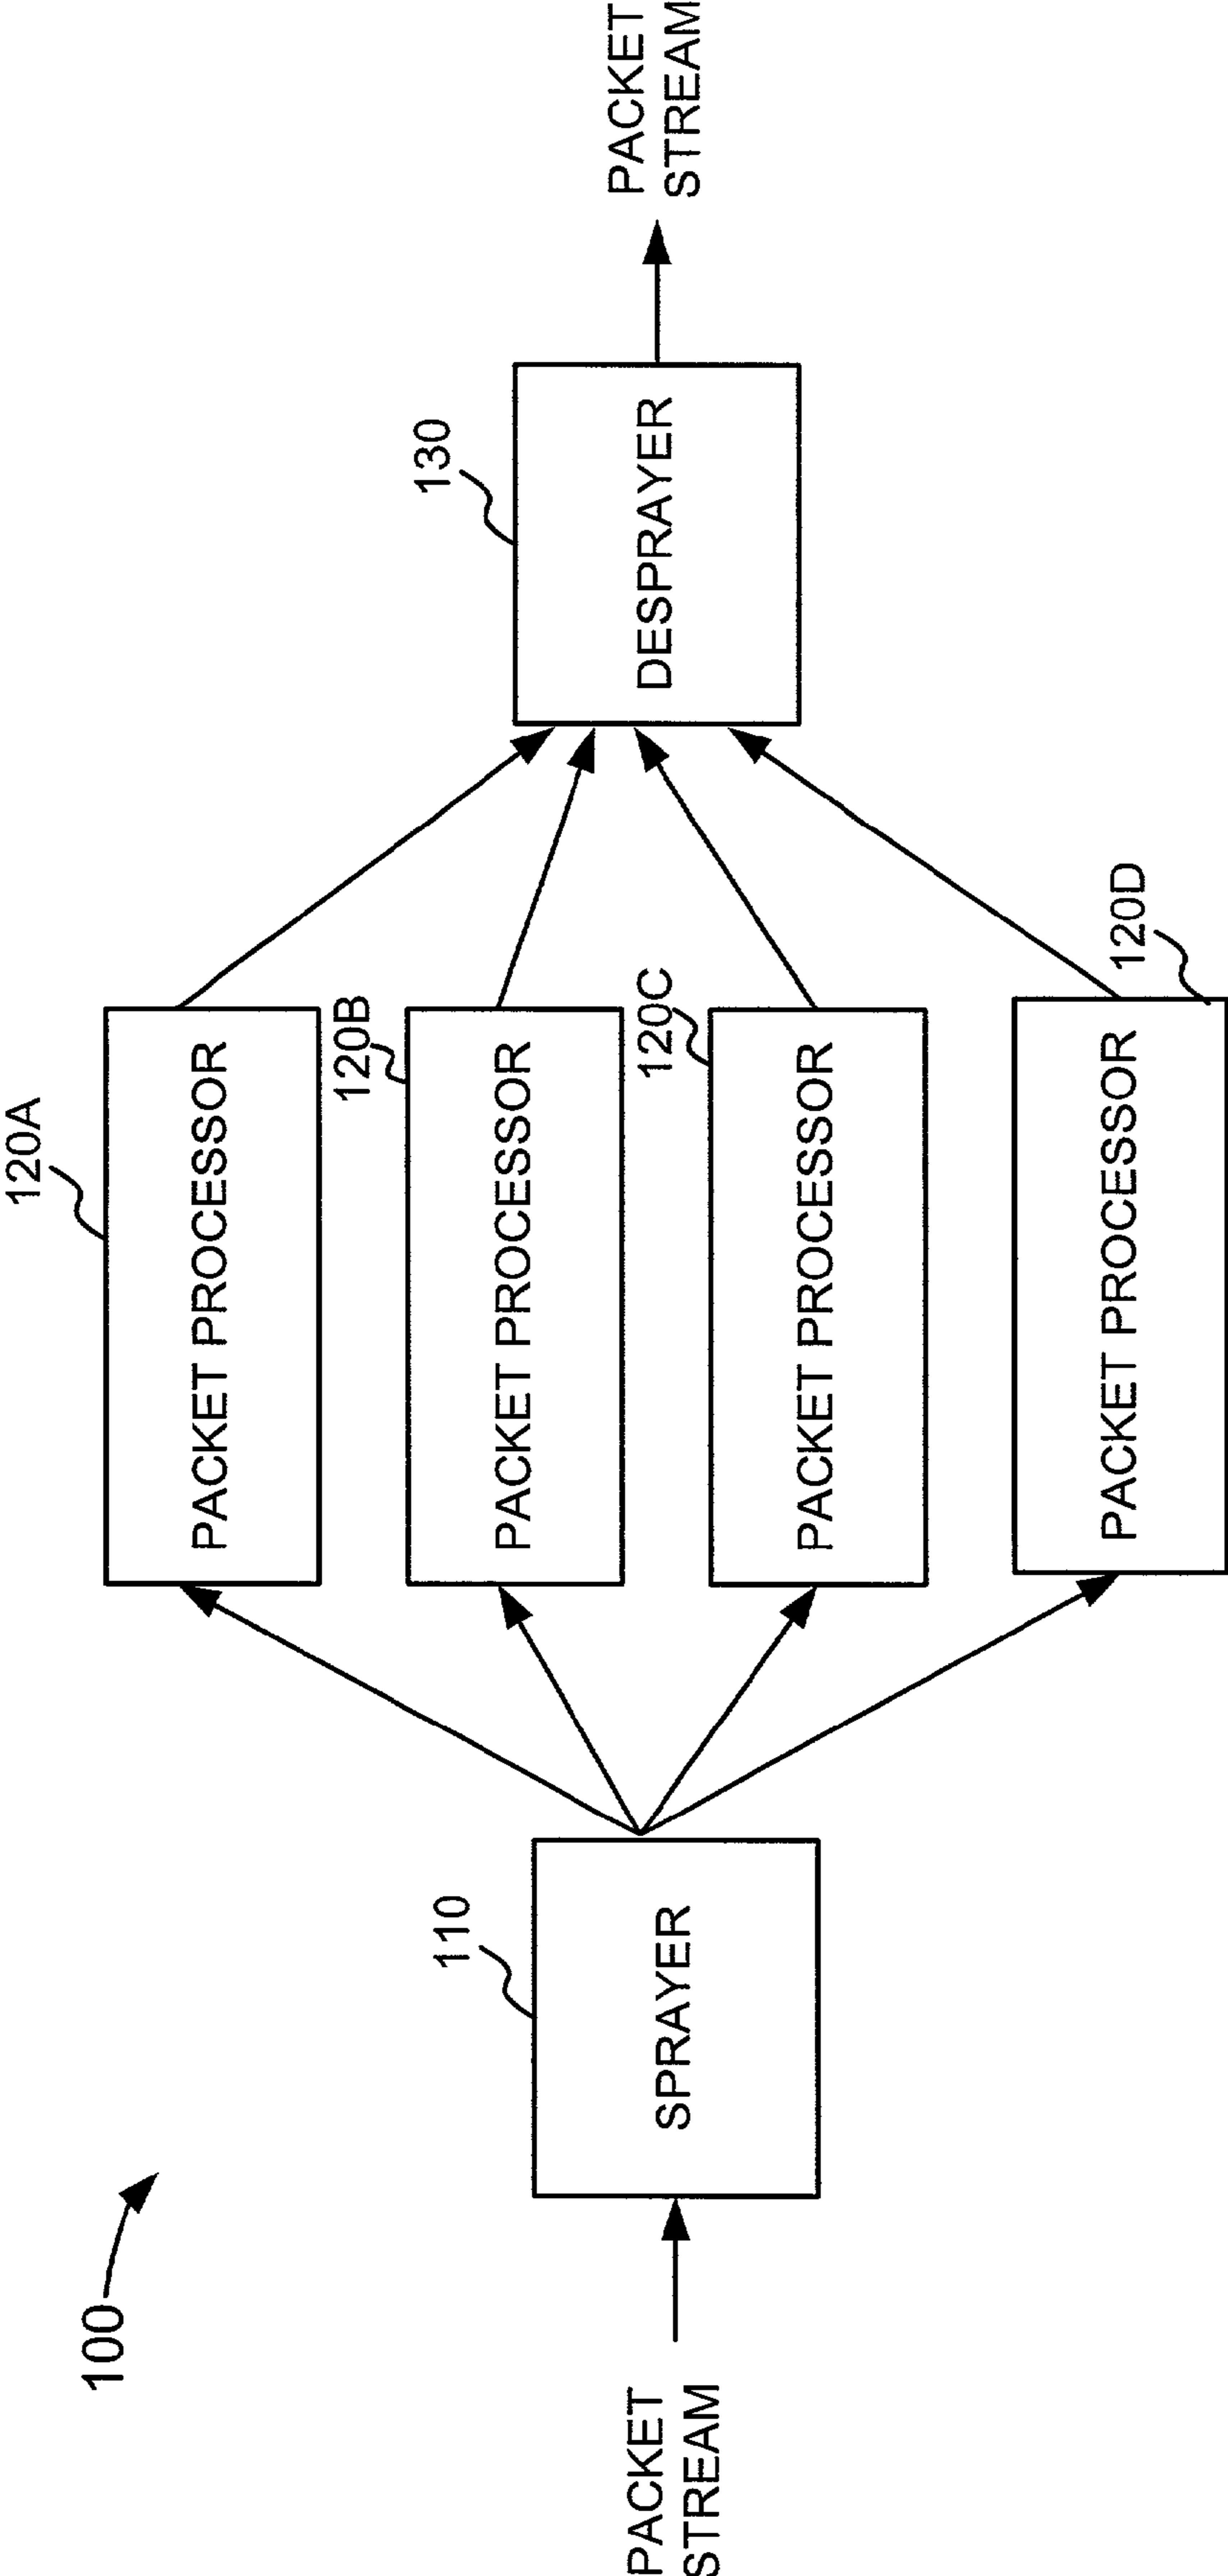 100
PACKET
STREAM
110
SPRAYER
120A
PACKET PROCESSOR
120B
PACKET PROCESSOR
120C
PACKET PROCESSOR
120D
PACKET PROCESSOR
130
DESPRAYER
PACKET
STREAM